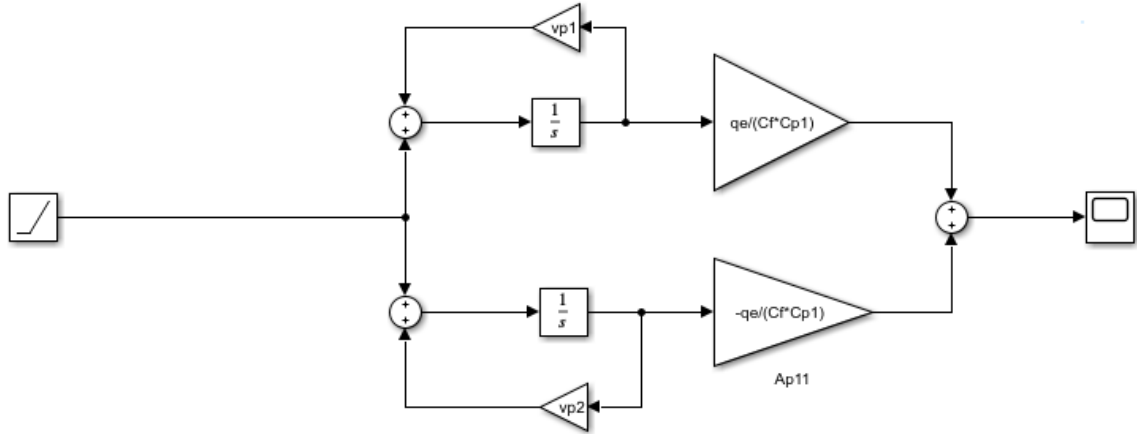 vp1
+
+
1
s
qe/(Cf*Cp1)
+
+
+
+
1
s
-qe/(Cf*Cp1)
Ap11
vp2